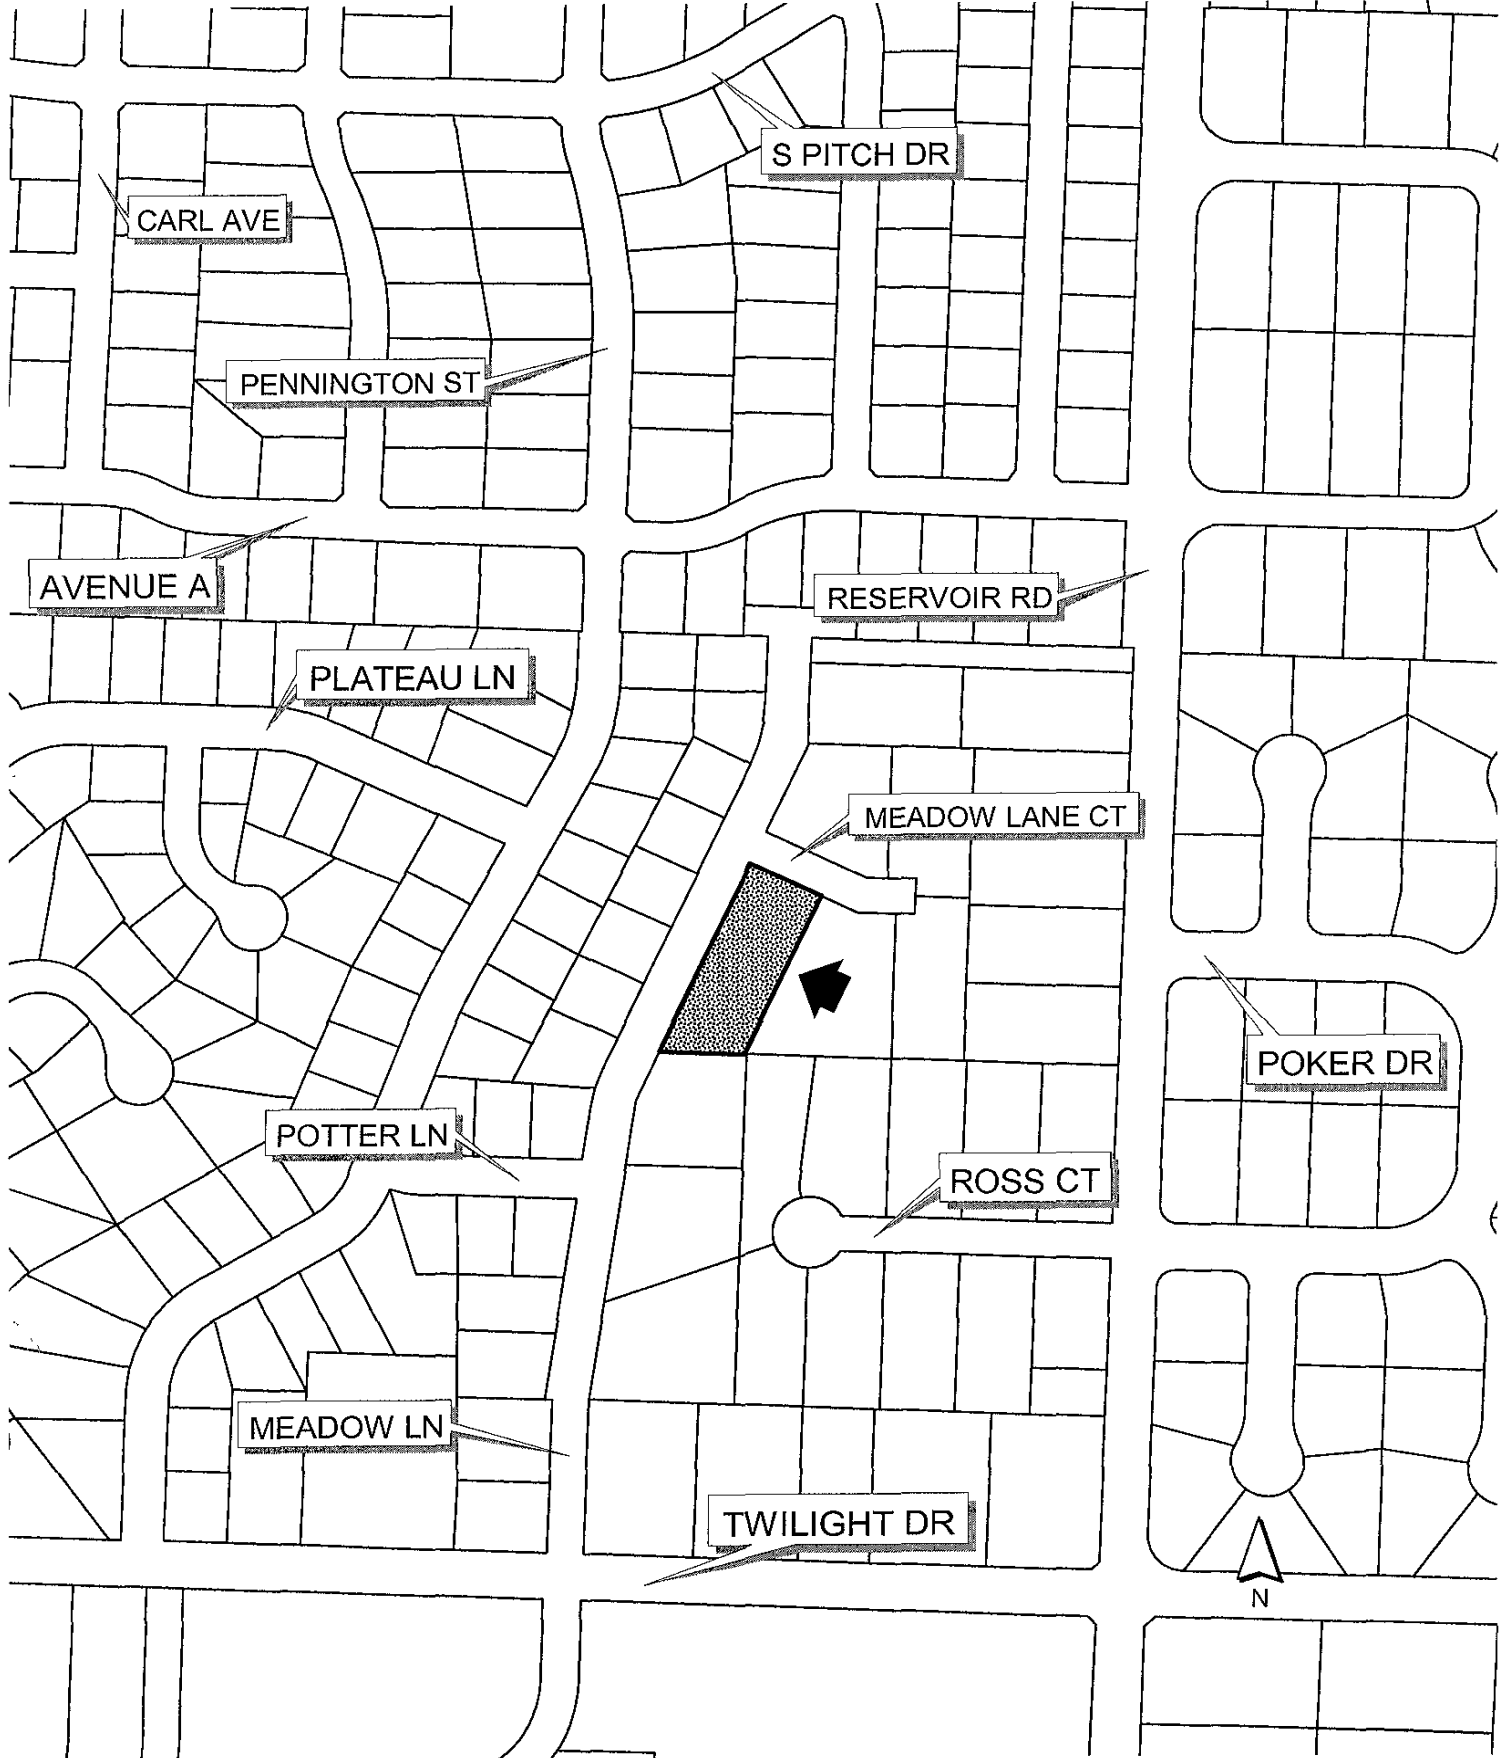 S PITCH DR
CARL AVE
PENNINGTON ST
AVENUE A
RESERVOIR RD
PLATEAU LN
MEADOW LANE CT
POKER DR
POTTER LN
ROSS CT
MEADOW LN
TWILIGHT DR
N